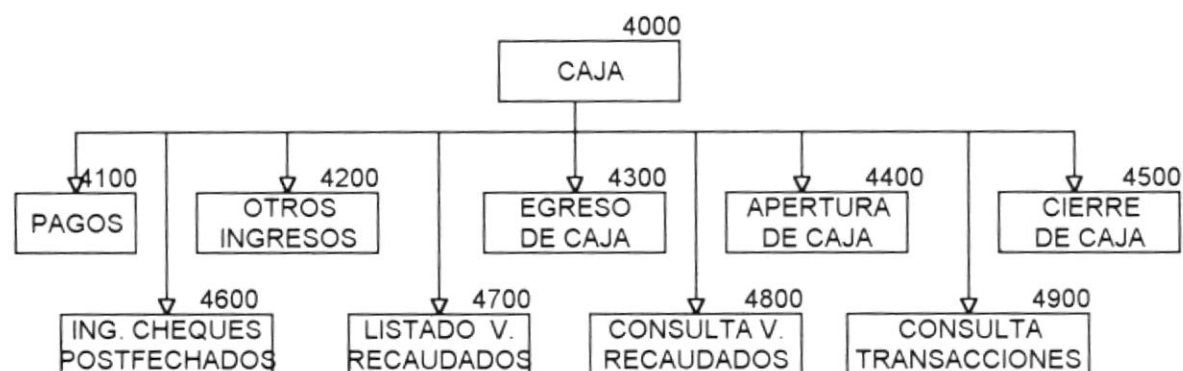 4000
CAJA
4100
PAGOS
4200
OTROS
INGRESOS
4300
EGRESO
DE CAJA
4400
APERTURA
DE CAJA
4500
CIERRE
DE CAJA
4600
ING. CHEQUES
POSTFECHADOS
4700
LISTADO V.
RECAUDADOS
4800
CONSULTA V.
RECAUDADOS
4900
CONSULTA
TRANSACCIONES